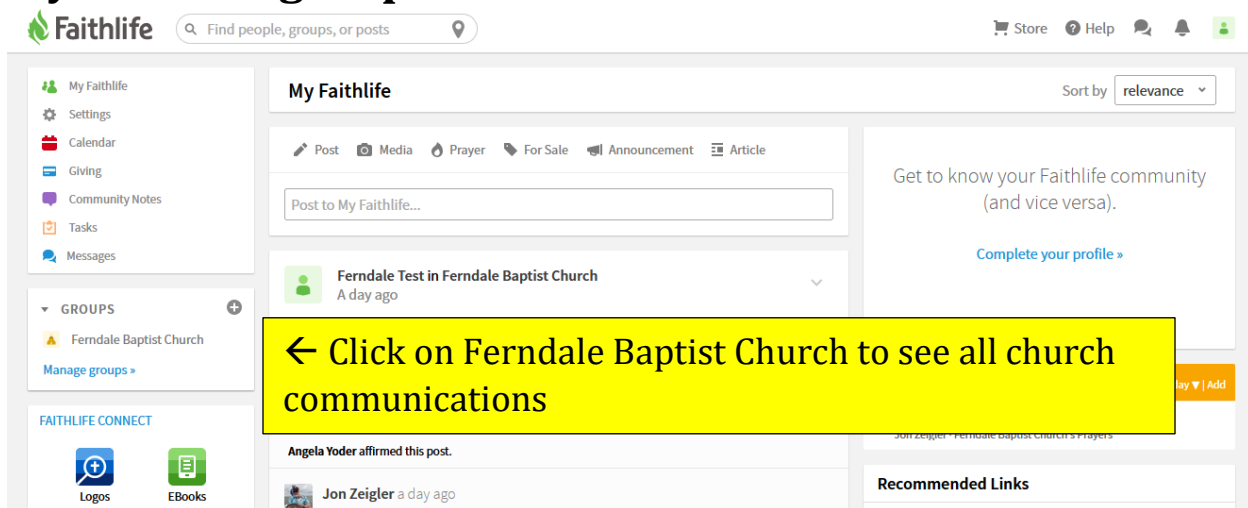 Faithlife
Find people, groups, or posts
Store
Help
My Faithlife
Settings
Calendar
Giving
Community Notes
Tasks
Messages
GROUPS
Ferndale Baptist Church
Manage groups »
FAITHLIFE CONNECT
Logos
EBooks
My Faithlife
Sort by relevance
Post Media Prayer For Sale Announcement Article
Post to My Faithlife...
Ferndale Test in Ferndale Baptist Church
A day ago
← Click on Ferndale Baptist Church to see all church
communications
Angela Yoder affirmed this post.
Jon Zeigler a day ago
Get to know your Faithlife community
(and vice versa).
Complete your profile »
| Add
Jon Zeigler · Ferndale Baptist Church's Prayers
Recommended Links